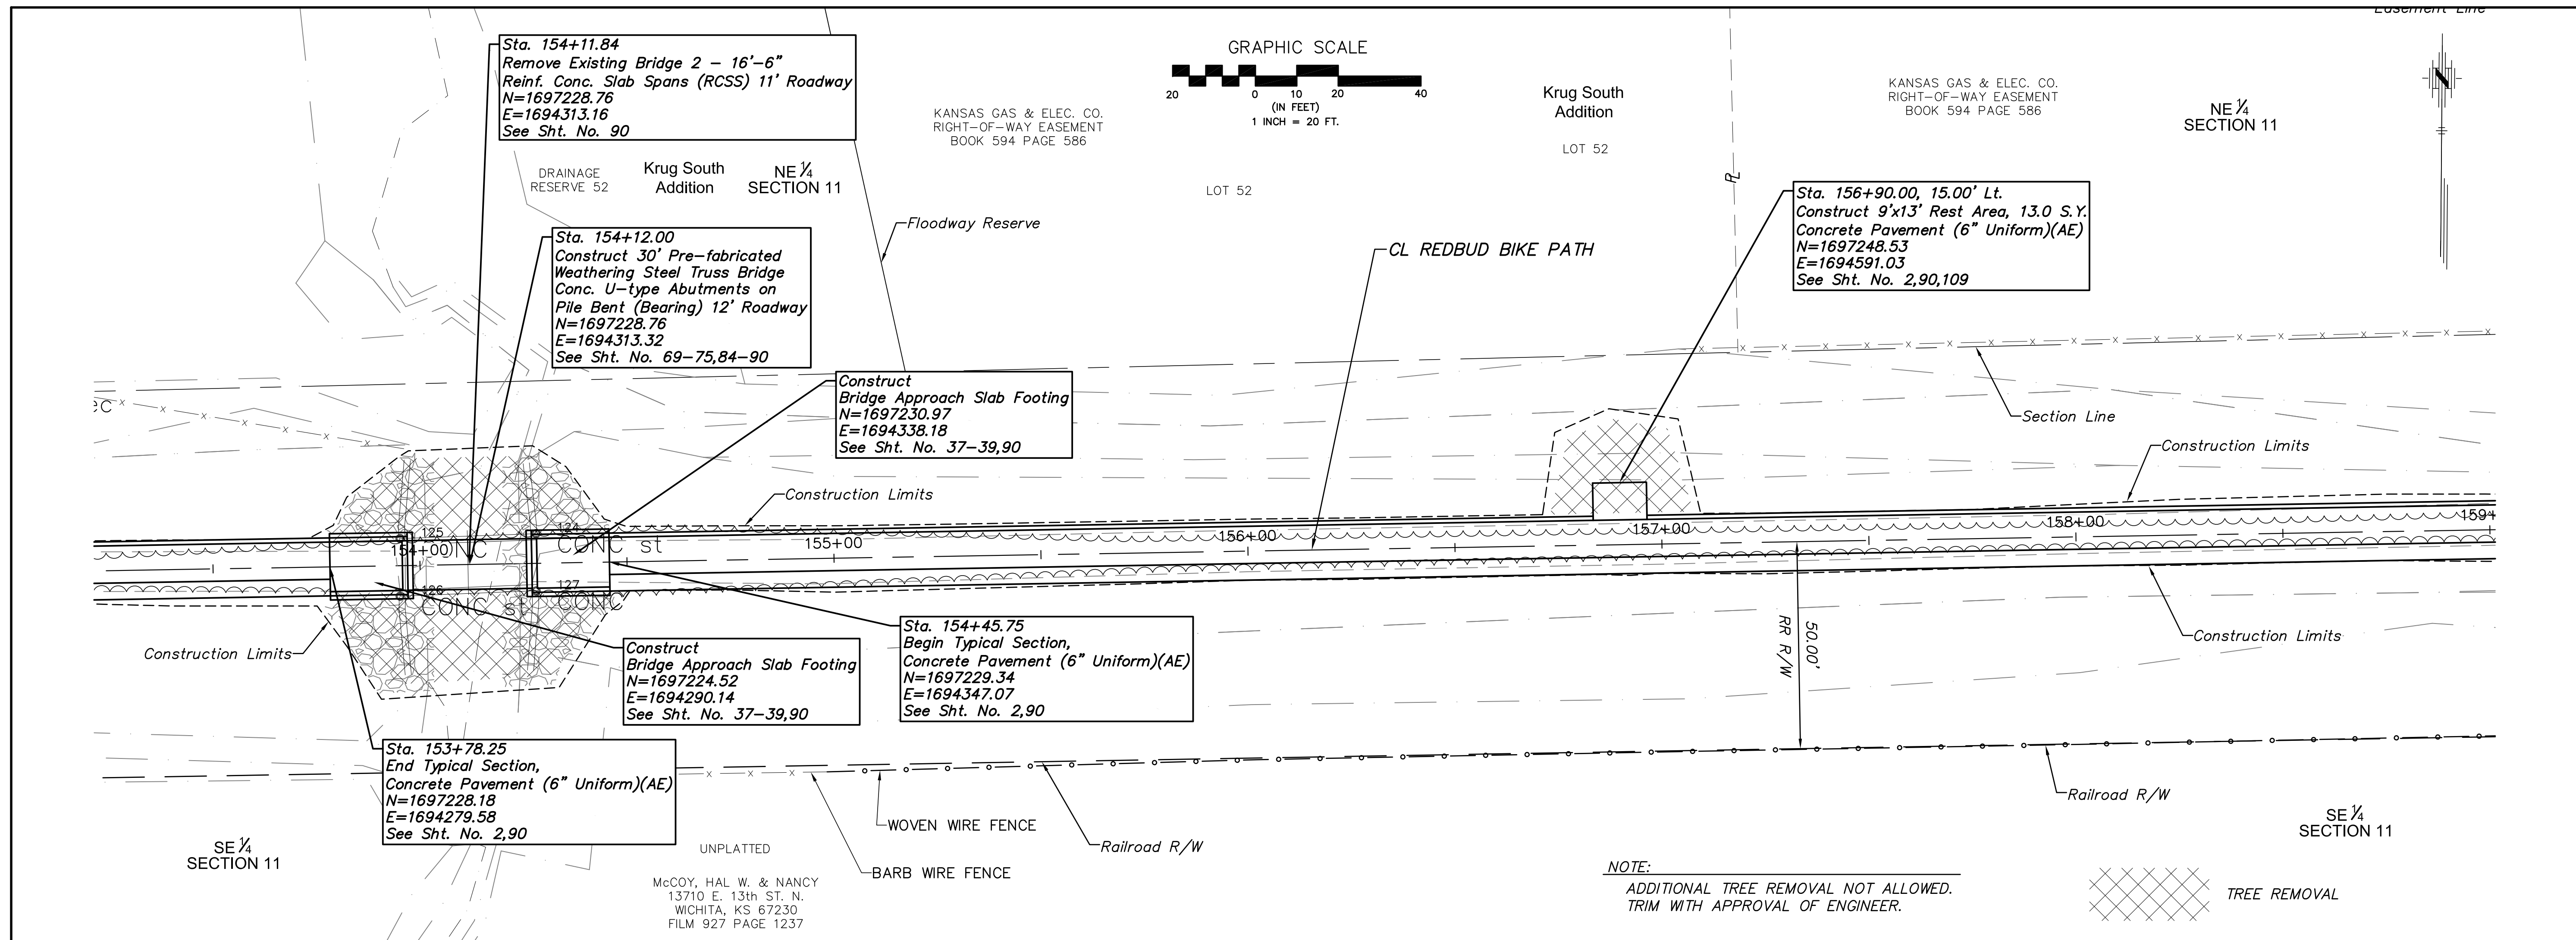 Easement Line
Sta. 154+11.84
Remove Existing Bridge 2 – 16'–6"
Reinf. Conc. Slab Spans (RCSS) 11' Roadway
N=1697228.76
E=1694313.16
See Sht. No. 90
GRAPHIC SCALE
20 0 10 20 40
(IN FEET)
1 INCH = 20 FT.
KANSAS GAS & ELEC. CO.
RIGHT–OF–WAY EASEMENT
BOOK 594 PAGE 586
Krug South
Addition
LOT 52
KANSAS GAS & ELEC. CO.
RIGHT–OF–WAY EASEMENT
BOOK 594 PAGE 586
NE 1/4
SECTION 11
N
DRAINAGE
RESERVE 52
Krug South
Addition
NE 1/4
SECTION 11
LOT 52
PL
Floodway Reserve
CL REDBUD BIKE PATH
Sta. 156+90.00, 15.00' Lt.
Construct 9'x13' Rest Area, 13.0 S.Y.
Concrete Pavement (6" Uniform)(AE)
N=1697248.53
E=1694591.03
See Sht. No. 2,90,109
Sta. 154+12.00
Construct 30' Pre–fabricated
Weathering Steel Truss Bridge
Conc. U–type Abutments on
Pile Bent (Bearing) 12' Roadway
N=1697228.76
E=1694313.32
See Sht. No. 69–75,84–90
Construct
Bridge Approach Slab Footing
N=1697230.97
E=1694338.18
See Sht. No. 37–39,90
Section Line
Construction Limits
Construction Limits
125
124
154+00
CONC st
155+00
156+00
157+00
158+00
159+
126
127
CONC st
CONC
Construction Limits
Construct
Bridge Approach Slab Footing
N=1697224.52
E=1694290.14
See Sht. No. 37–39,90
Sta. 154+45.75
Begin Typical Section,
Concrete Pavement (6" Uniform)(AE)
N=1697229.34
E=1694347.07
See Sht. No. 2,90
50.00'
RR R/W
Construction Limits
Sta. 153+78.25
End Typical Section,
Concrete Pavement (6" Uniform)(AE)
N=1697228.18
E=1694279.58
See Sht. No. 2,90
WOVEN WIRE FENCE
Railroad R/W
BARB WIRE FENCE
Railroad R/W
SE 1/4
SECTION 11
UNPLATTED
McCOY, HAL W. & NANCY
13710 E. 13th ST. N.
WICHITA, KS 67230
FILM 927 PAGE 1237
SE 1/4
SECTION 11
NOTE:
ADDITIONAL TREE REMOVAL NOT ALLOWED.
TRIM WITH APPROVAL OF ENGINEER.
TREE REMOVAL